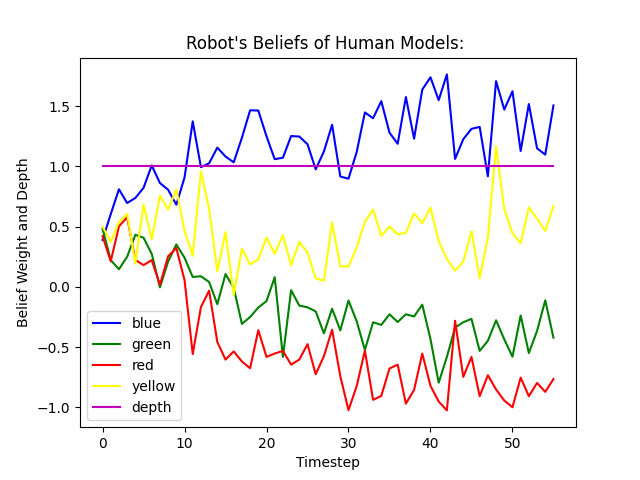 Robot's Beliefs of Human Models:
Belief Weight and Depth
1.5
1.0
0.5
0.0
−0.5
−1.0
blue
green
red
yellow
depth
0 10 20 30 40 50
Timestep